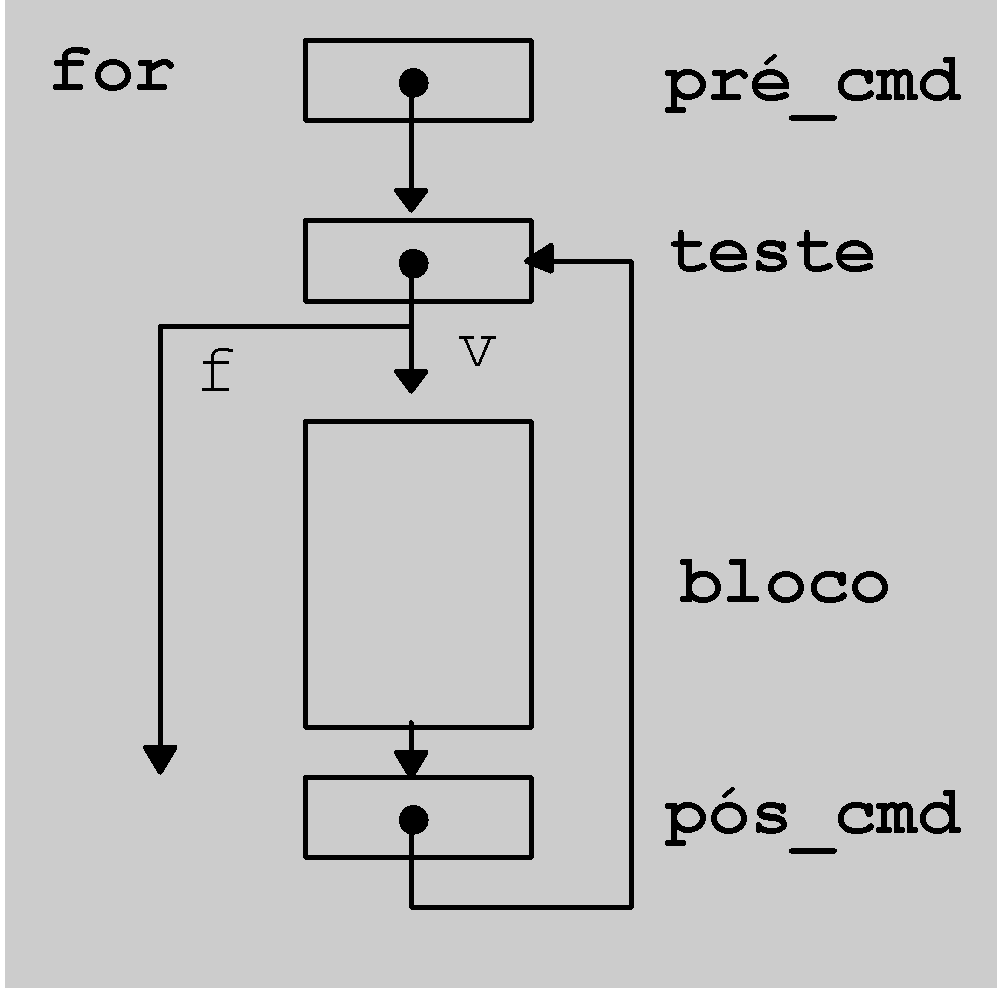 for
pré_cmd
teste
f
v
bloco
pós_cmd